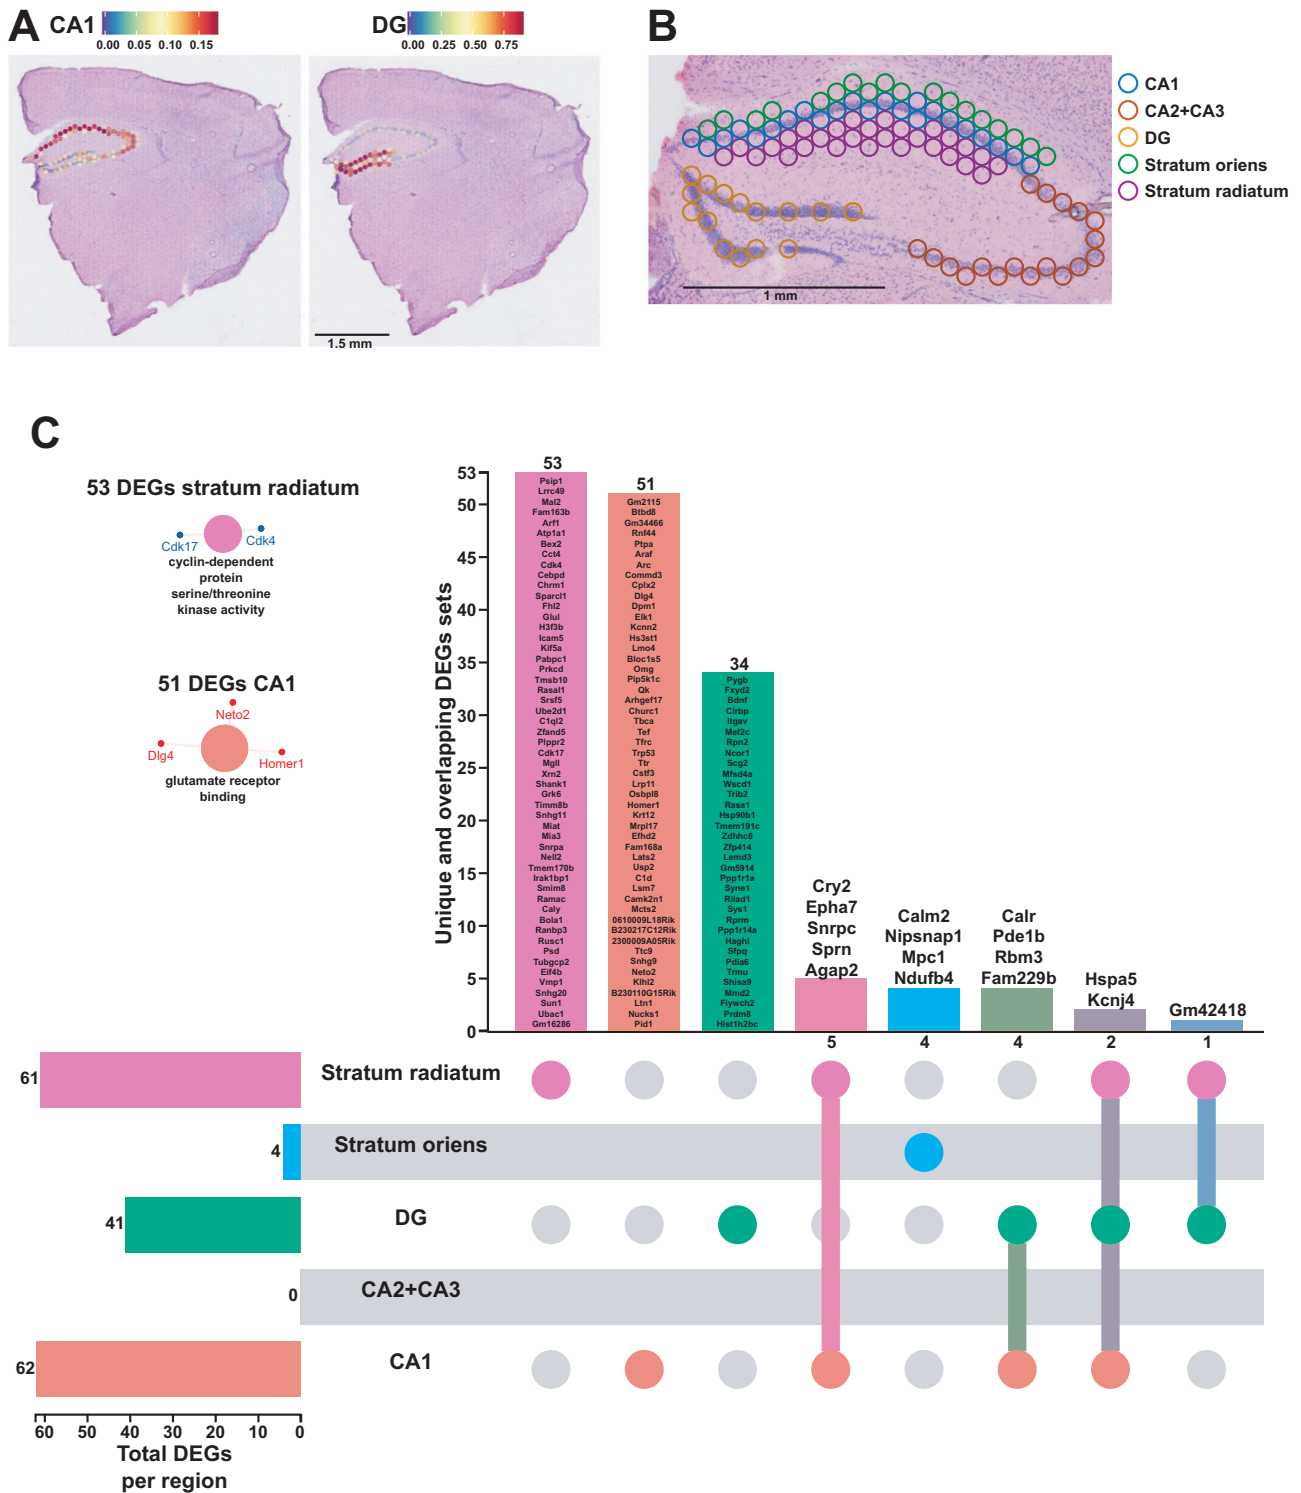 A
CA1
0.00 0.05 0.10 0.15
DG
0.00 0.25 0.50 0.75
1.5 mm
B
1 mm
CA1
CA2+CA3
DG
Stratum oriens
Stratum radiatum
C
53 DEGs stratum radiatum
Cdk17
Cdk4
cyclin-dependent
protein
serine/threonine
kinase activity
51 DEGs CA1
Neto2
Dlg4
Homer1
glutamate receptor
binding
Unique and overlapping DEGs sets
53
50
45
40
35
30
25
20
15
10
5
0
53
Psip1
Lrrc49
Mal2
Fam163b
Arf1
Atp1a1
Bex2
Cct4
Cdk4
Cebpd
Chrm1
Sparcl1
Fhl2
Glul
H3f3b
Icam5
Kif5a
Pabpc1
Prkcd
Tmsb10
Rasal1
Srsf5
Ube2d1
C1ql2
Zfand5
Plppr2
Cdk17
Mgll
Xrn2
Shank1
Grk6
Timm8b
Snhg11
Miat
Mia3
Snrpa
Nell2
Tmem170b
Irak1bp1
Smim8
Ramac
Caly
Bola1
Ranbp3
Rusc1
Psd
Tubgcp2
Eif4b
Vmp1
Snhg20
Sun1
Ubac1
Gm16286
51
Gm2115
Btbd8
Gm34466
Rnf44
Ptpa
Araf
Arc
Commd3
Cplx2
Dlg4
Dpm1
Elk1
Kcnn2
Hs3st1
Lmo4
Bloc1s5
Omg
Pip5k1c
Qk
Arhgef17
Churc1
Tbca
Tef
Tfrc
Trp53
Ttr
Cstf3
Lrp11
Osbpl8
Homer1
Krt12
Mrpl17
Efhd2
Fam168a
Lats2
Usp2
C1d
Lsm7
Camk2n1
Mcts2
0610009L18Rik
B230217C12Rik
2300009A05Rik
Ttc9
Snhg9
Neto2
Klhl2
B230110G15Rik
Ltn1
Nucks1
Pid1
34
Pygb
Fxyd2
Bdnf
Cirbp
Itgav
Mef2c
Rpn2
Ncor1
Scg2
Mfsd4a
Wscd1
Trib2
Rasa1
Hsp90b1
Tmem191c
Zdhhc8
Zfp414
Lemd3
Gm5914
Ppp1r1a
Syne1
Rilad1
Sys1
Rprm
Ppp1r14a
Haghl
Sfpq
Pdia6
Trmu
Shisa9
Mmd2
Flywch2
Prdm8
Hist1h2bc
Cry2
Epha7
Snrpc
Sprn
Agap2
5
Calm2
Nipsnap1
Mpc1
Ndufb4
4
Calr
Pde1b
Rbm3
Fam229b
4
Hspa5
Kcnj4
2
Gm42418
1
61
Stratum radiatum
4
Stratum oriens
41
DG
0
CA2+CA3
62
CA1
60 50 40 30 20 10 0
Total DEGs
per region